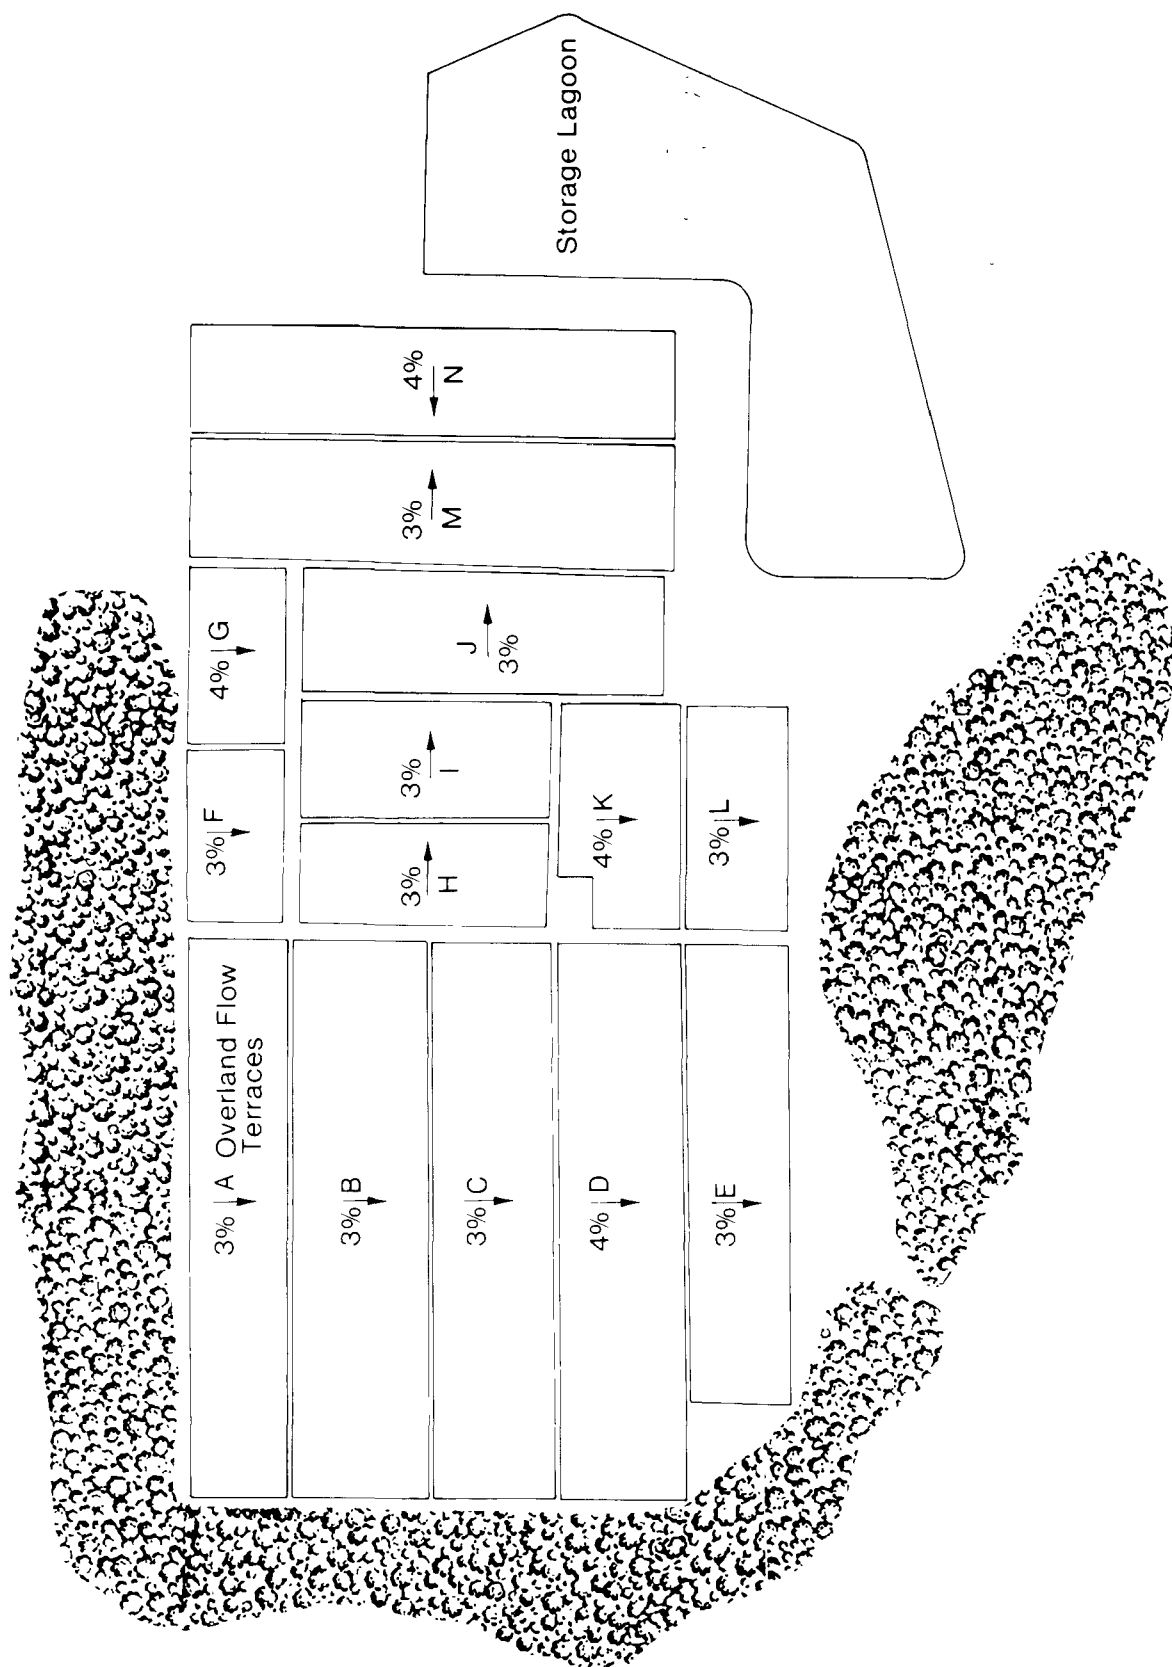 Storage Lagoon
4%
N
3%
M
4% G
J
3%
3% F
3%
I
3%
H
4% K
3% L
3% A Overland Flow
Terraces
3% B
3% C
4% D
3% E